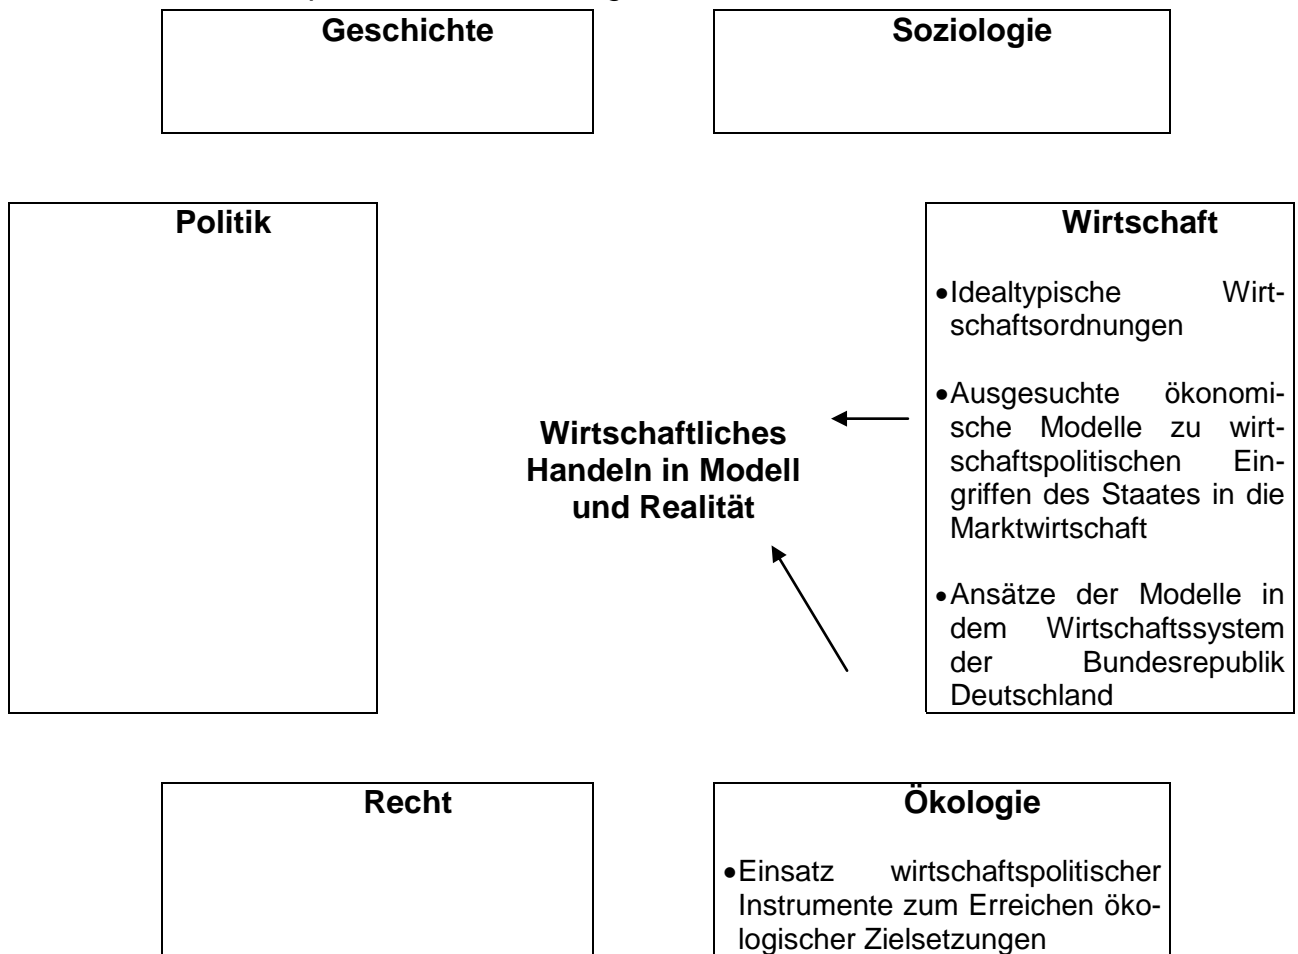 Geschichte
Soziologie
Politik
Wirtschaftliches
Handeln in Modell
und Realität
Wirtschaft
•Idealtypische Wirt-
schaftsordnungen
•Ausgesuchte ökonomi-
sche Modelle zu wirt-
schaftspolitischen Ein-
griffen des Staates in die
Marktwirtschaft
•Ansätze der Modelle in
dem Wirtschaftssystem
der Bundesrepublik
Deutschland
Recht
Ökologie
•Einsatz wirtschaftspolitischer
Instrumente zum Erreichen öko-
logischer Zielsetzungen